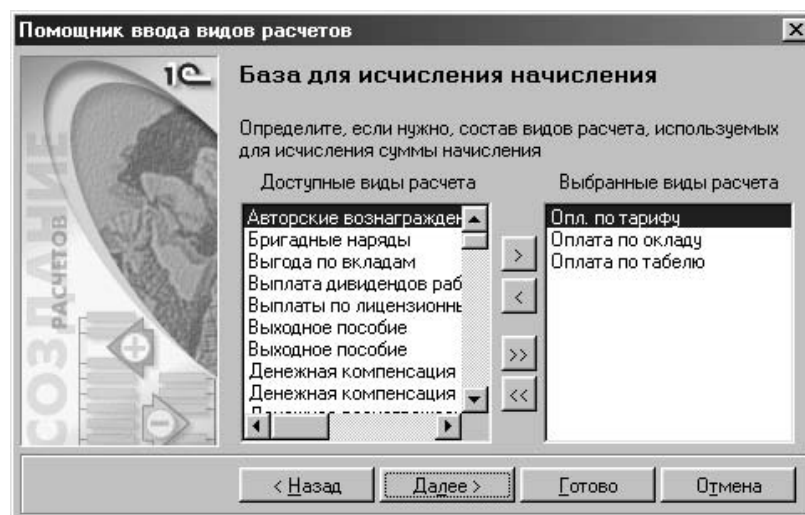 Помощник ввода видов расчетов
1С
СОЗДАНИЕ
РАСЧЕТОВ
База для исчисления начисления
Определите, если нужно, состав видов расчета, используемых
для исчисления суммы начисления
Доступные виды расчета
Выбранные виды расчета
Авторские вознагражден
Бригадные наряды
Выгода по вкладам
Выплата дивидендов раб
Выплаты по лицензионны
Выходное пособие
Выходное пособие
Денежная компенсация
Денежная компенсация
>
<
>>
<<
Опл. по тарифу
Оплата по окладу
Оплата по табелю
< Назад
Далее >
Готово
Отмена